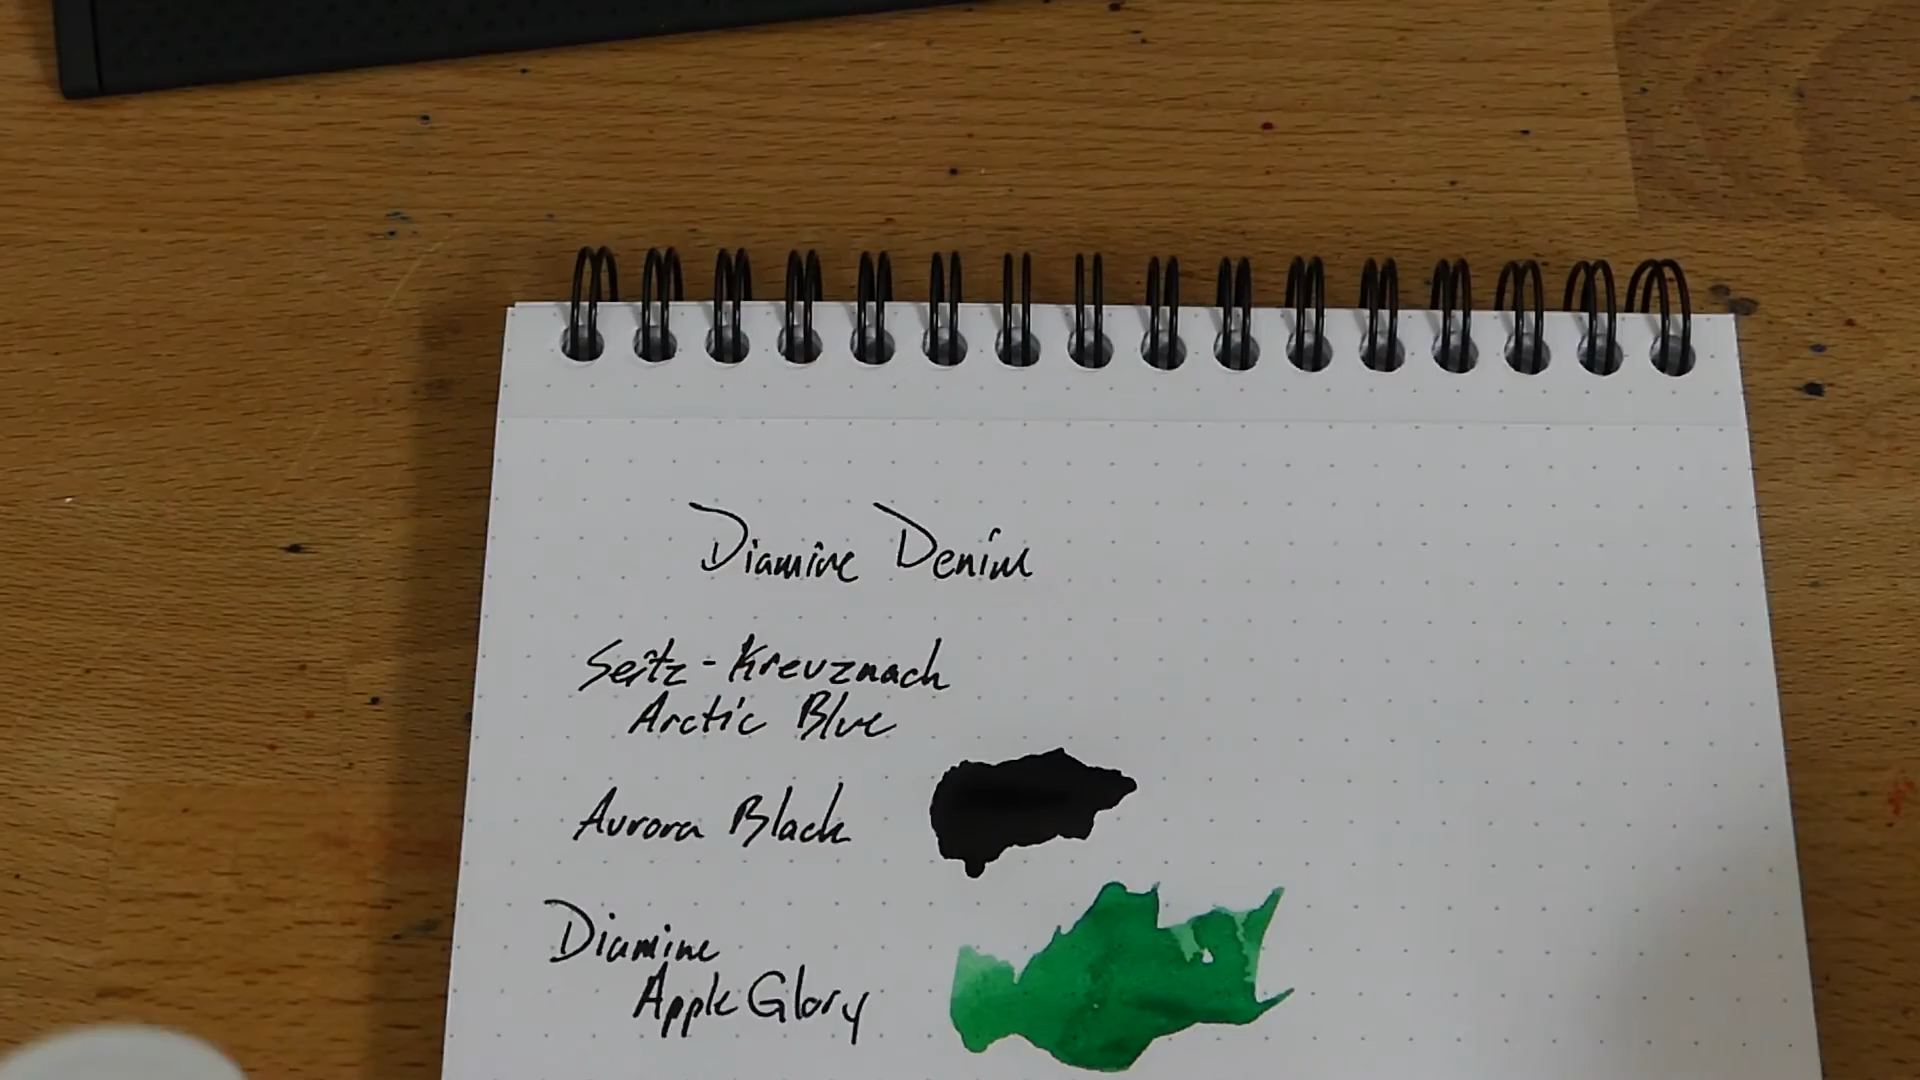 Diamine Denim
Seitz-Kreuznach
Arctic Blue
Aurora Black
Diamine
Apple Glory